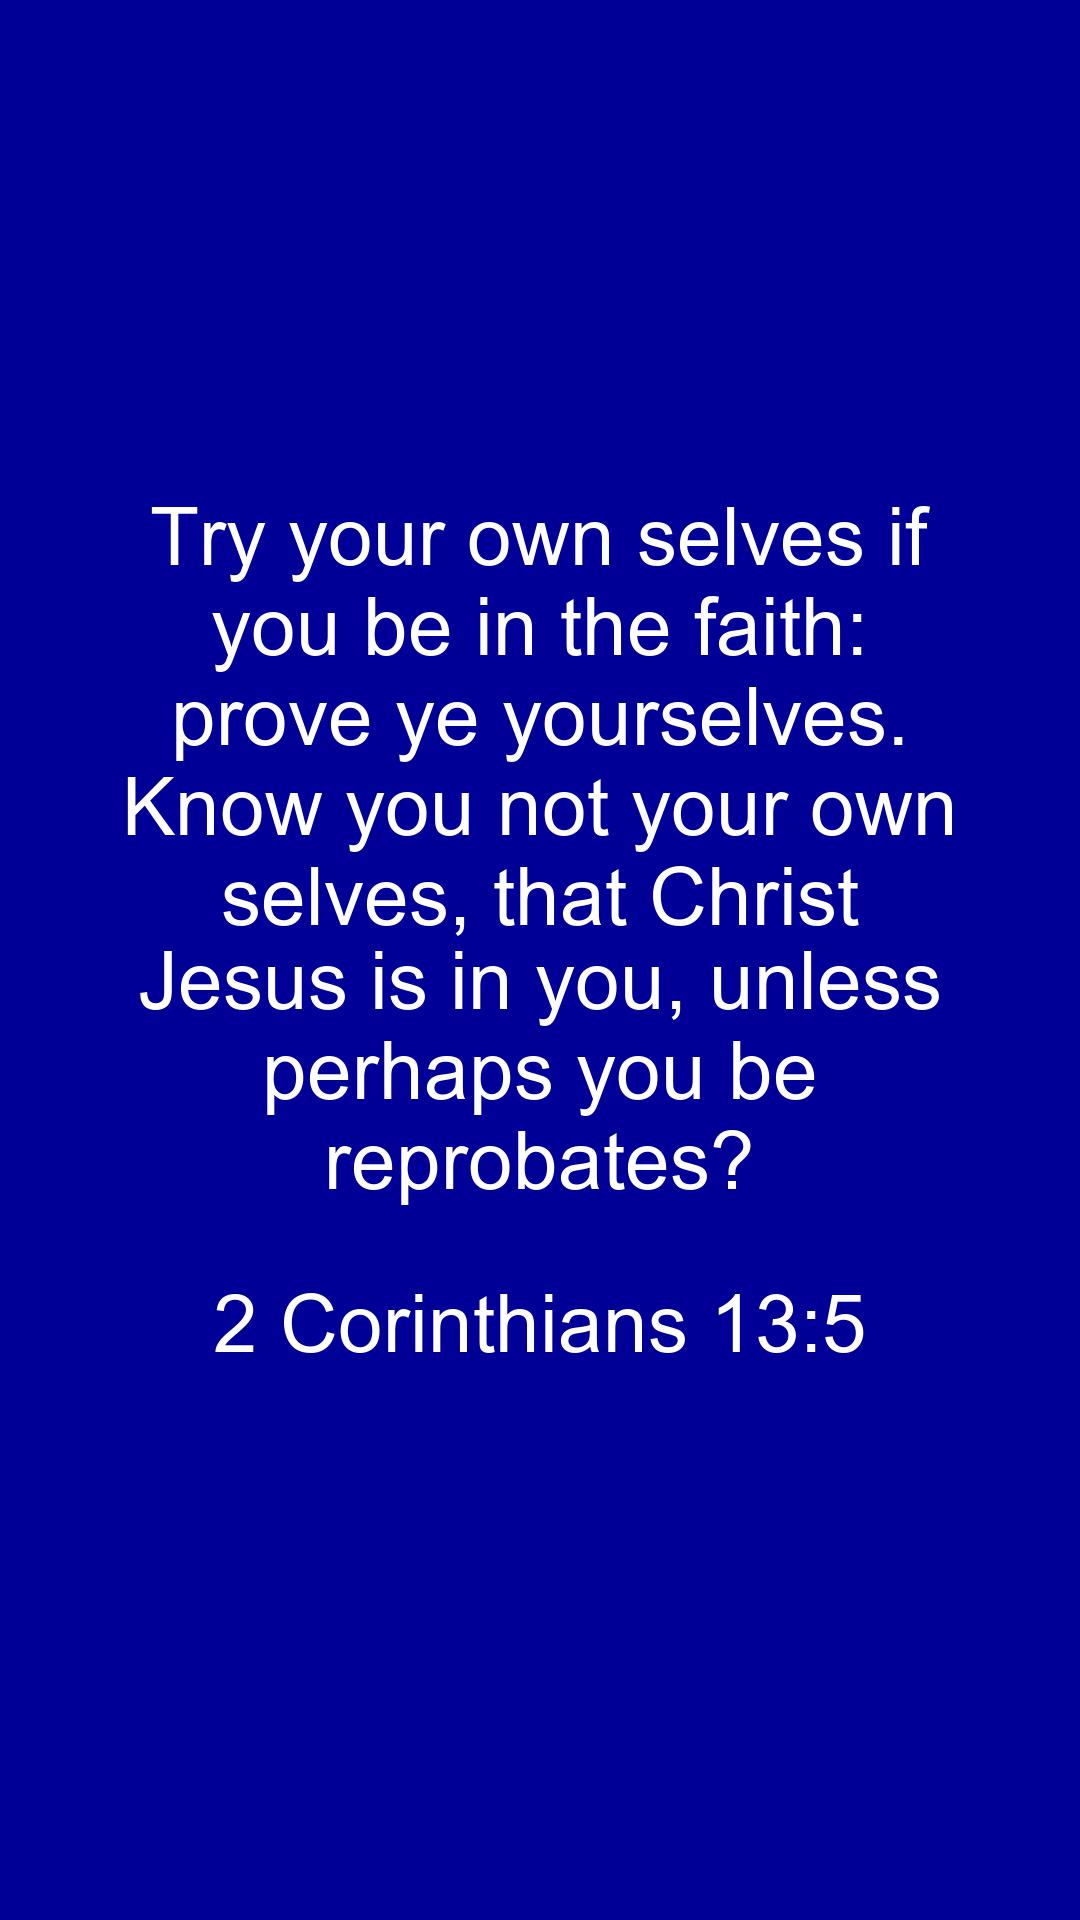 Try your own selves if
you be in the faith:
prove ye yourselves.
Know you not your own
selves, that Christ
Jesus is in you, unless
perhaps you be
reprobates?
2 Corinthians 13:5